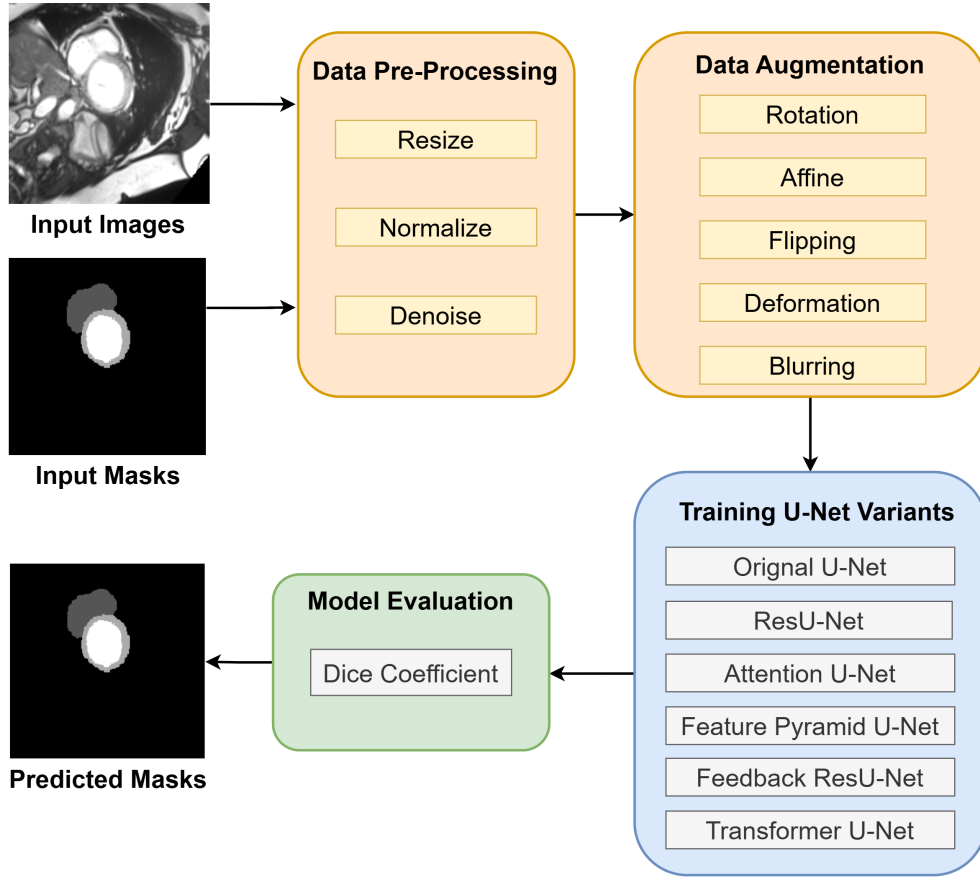 Input Images
Input Masks
Data Pre-Processing
Resize
Normalize
Denoise
Data Augmentation
Rotation
Affine
Flipping
Deformation
Blurring
Training U-Net Variants
Orignal U-Net
ResU-Net
Attention U-Net
Feature Pyramid U-Net
Feedback ResU-Net
Transformer U-Net
Model Evaluation
Dice Coefficient
Predicted Masks